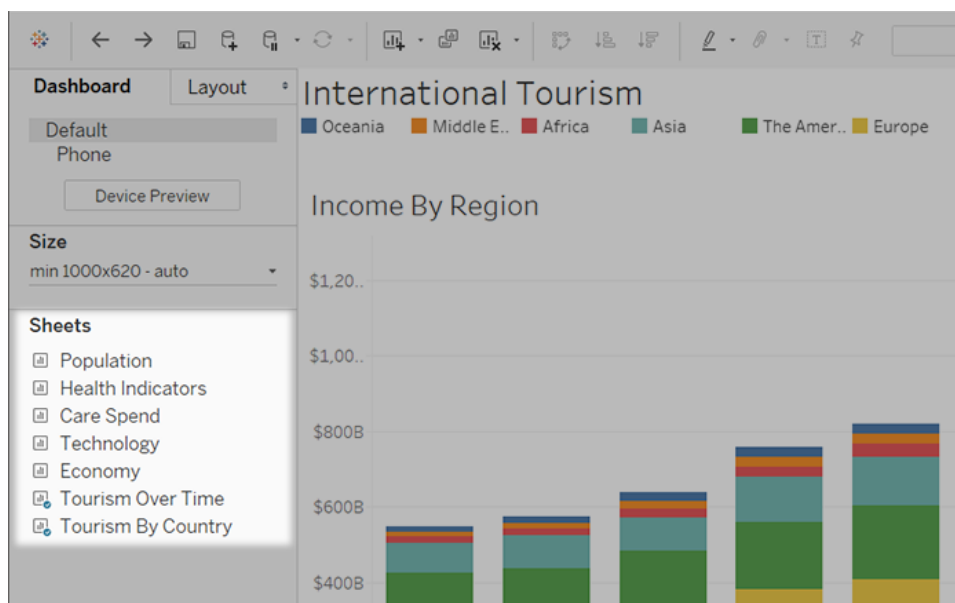 Dashboard
Layout
Default
Phone
Device Preview
Size
min 1000x620 - auto
Sheets
Population
Health Indicators
Care Spend
Technology
Economy
Tourism Over Time
Tourism By Country
International Tourism
Oceania
Middle E..
Africa
Asia
The Amer..
Europe
Income By Region
$1,20..
$1,00..
$800B
$600B
$400B